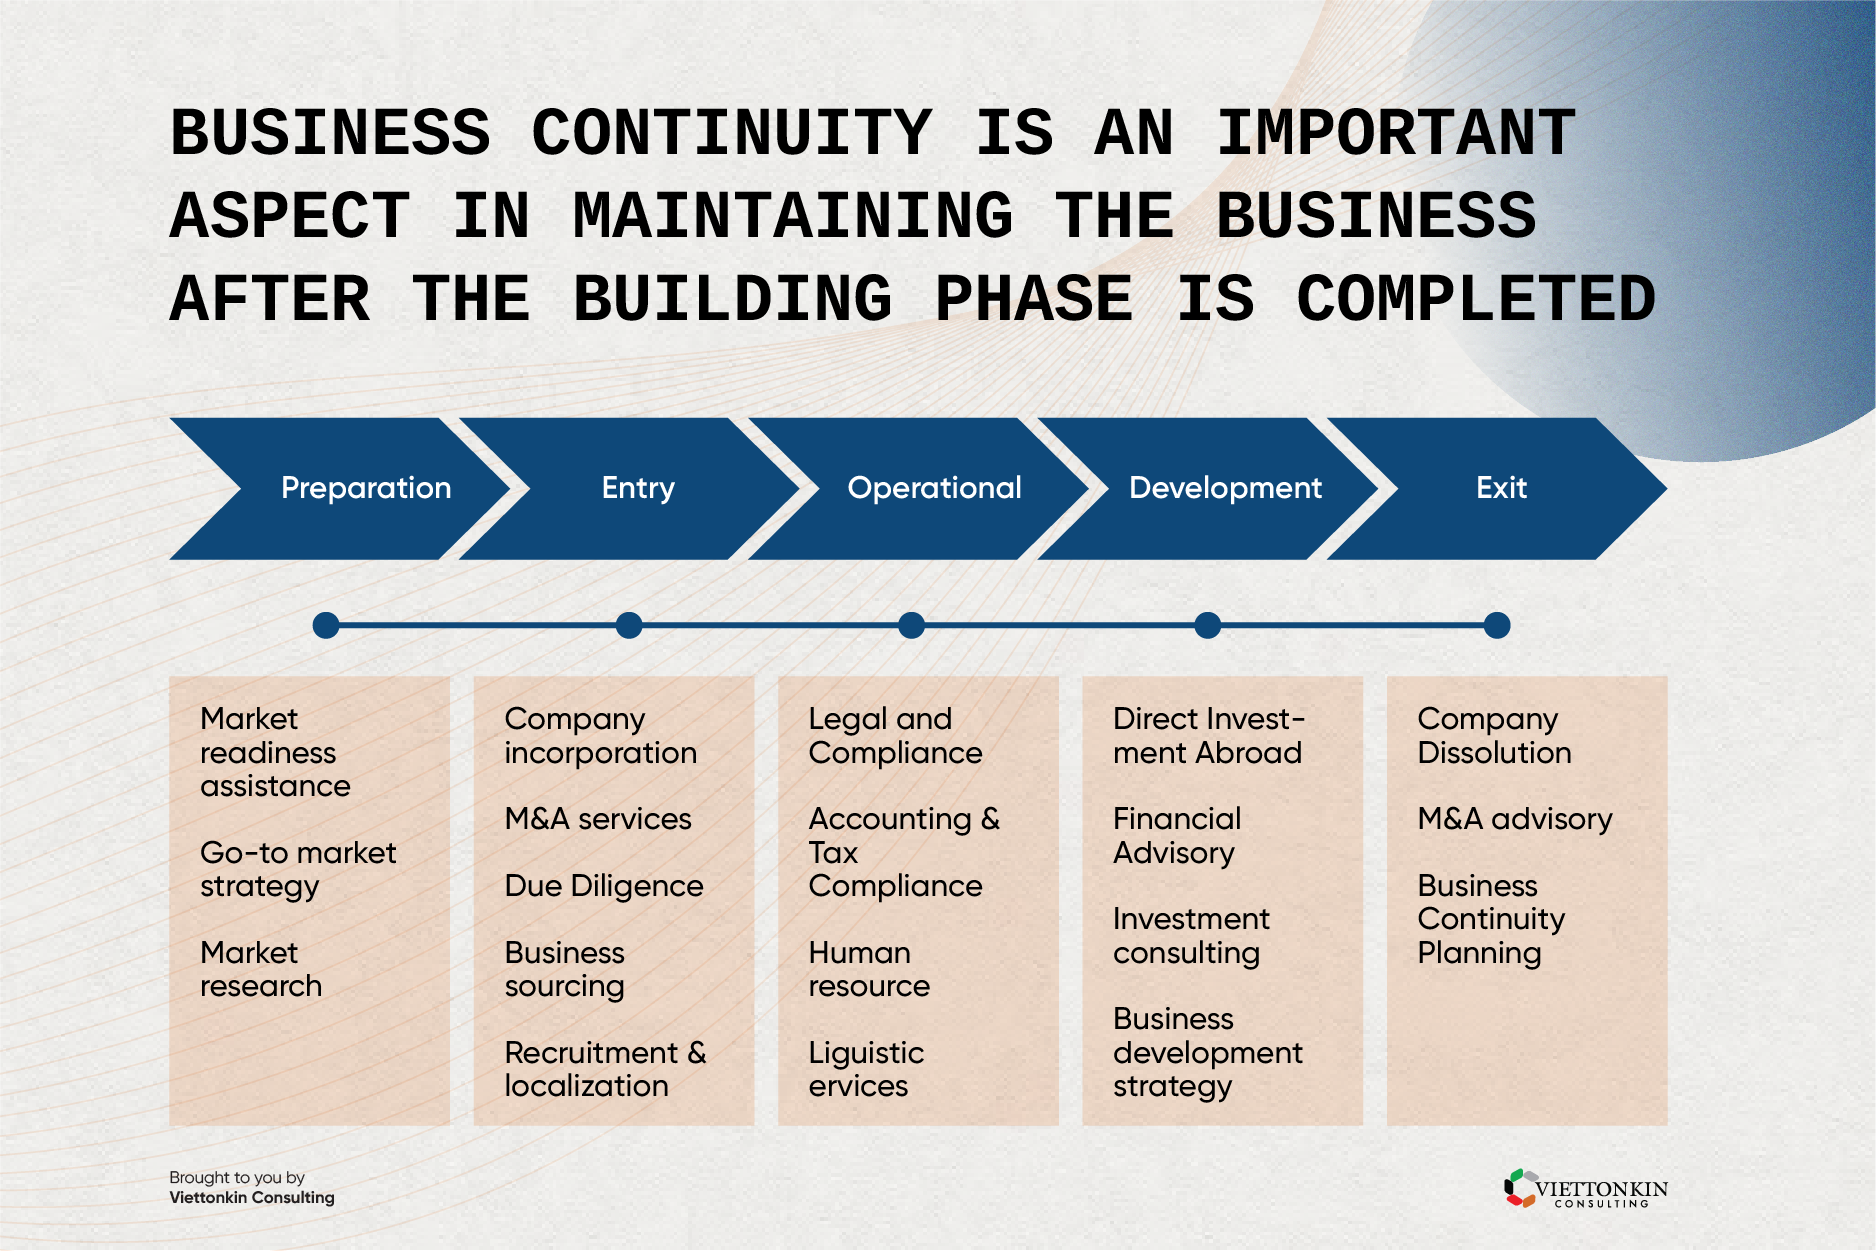 BUSINESS CONTINUITY IS AN IMPORTANT
ASPECT IN MAINTAINING THE BUSINESS
AFTER THE BUILDING PHASE IS COMPLETED
Preparation
Entry
Operational
Development
Exit
Market
readiness
assistance
Go-to market
strategy
Market
research
Company
incorporation
M&A services
Due Diligence
Business
sourcing
Recruitment &
localization
Legal and
Compliance
Accounting &
Tax
Compliance
Human
resource
Liguistic
ervices
Direct Invest-
ment Abroad
Financial
Advisory
Investment
consulting
Business
development
strategy
Company
Dissolution
M&A advisory
Business
Continuity
Planning
Brought to you by
Viettonkin Consulting
VIETTONKIN
CONSULTING